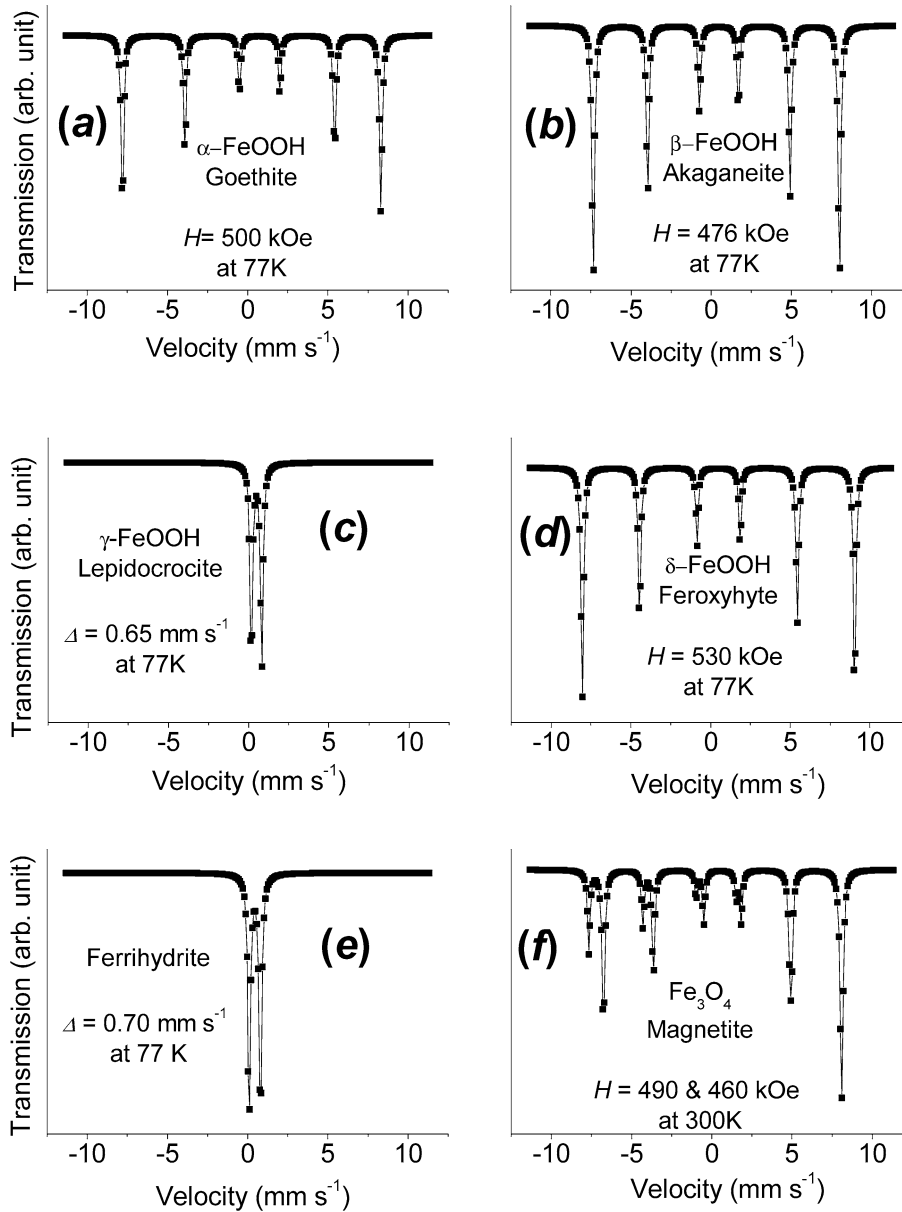 Transmission (arb. unit)
(a)
α–FeOOH
Goethite
H= 500 kOe
at 77K
-10 -5 0 5 10
Velocity (mm s⁻¹)
(b)
β–FeOOH
Akaganeite
H = 476 kOe
at 77K
-10 -5 0 5 10
Velocity (mm s⁻¹)
Transmission (arb. unit)
(c)
γ-FeOOH
Lepidocrocite
Δ = 0.65 mm s⁻¹
at 77K
-10 -5 0 5 10
Velocity (mm s⁻¹)
(d)
δ–FeOOH
Feroxyhyte
H = 530 kOe
at 77K
-10 -5 0 5 10
Velocity (mm s⁻¹)
Transmission (arb. unit)
(e)
Ferrihydrite
Δ = 0.70 mm s⁻¹
at 77 K
-10 -5 0 5 10
Velocity (mm s⁻¹)
(f)
Fe₃O₄
Magnetite
H = 490 & 460 kOe
at 300K
-10 -5 0 5 10
Velocity (mm s⁻¹)